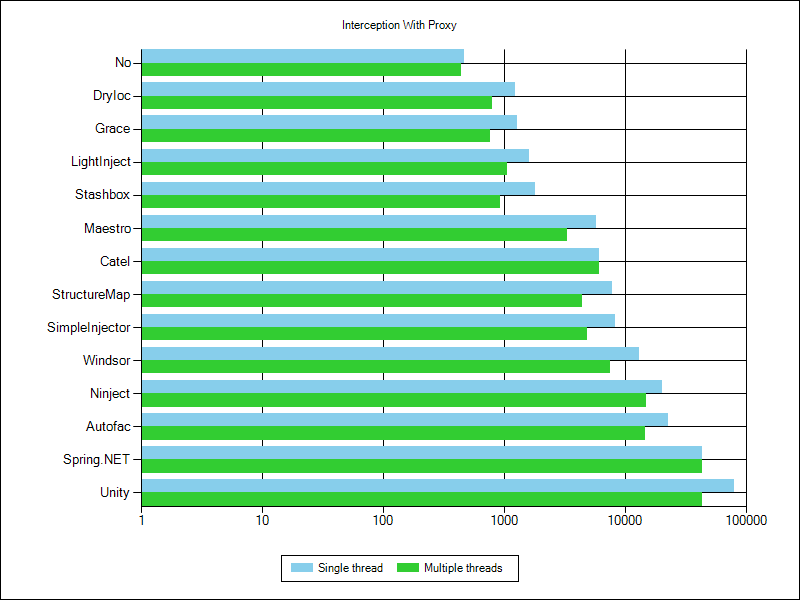 Interception With Proxy
No
DryIoc
Grace
LightInject
Stashbox
Maestro
Catel
StructureMap
SimpleInjector
Windsor
Ninject
Autofac
Spring.NET
Unity
1 10 100 1000 10000 100000
Single thread Multiple threads